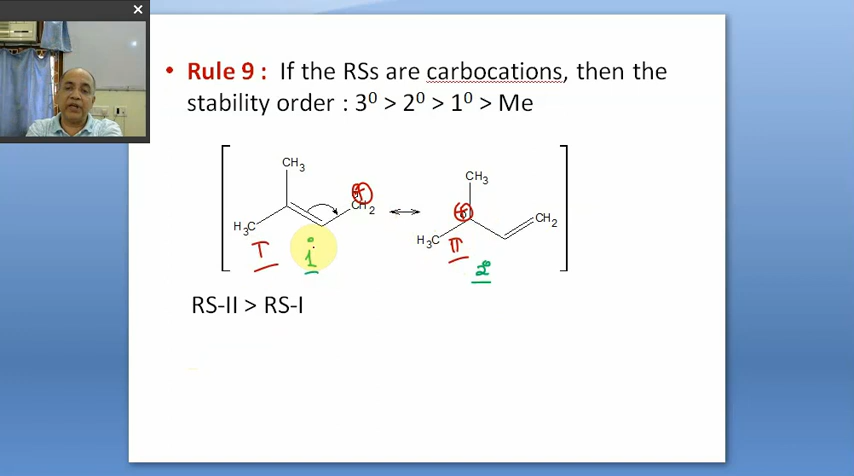 • Rule 9 : If the RSs are carbocations, then the
stability order : 3⁰ > 2⁰ > 1⁰ > Me
CH₃
CH₂
H₃C
I
1°
CH₃
CH₂
H₃C
II
2°
RS-II > RS-I